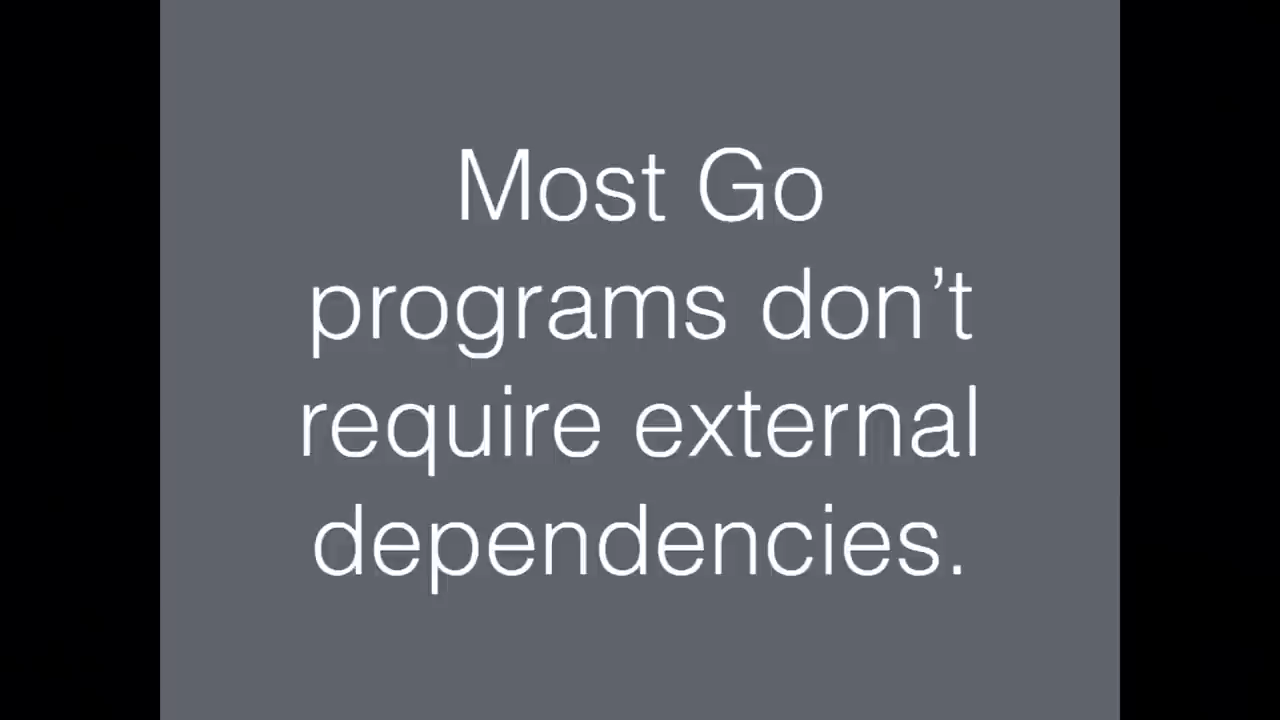 Most Go
programs don’t
require external
dependencies.